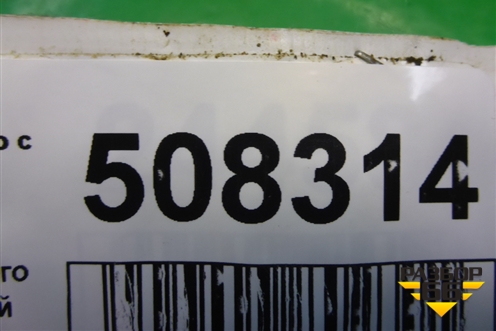 о с
508314
го
й
РАЗБОР